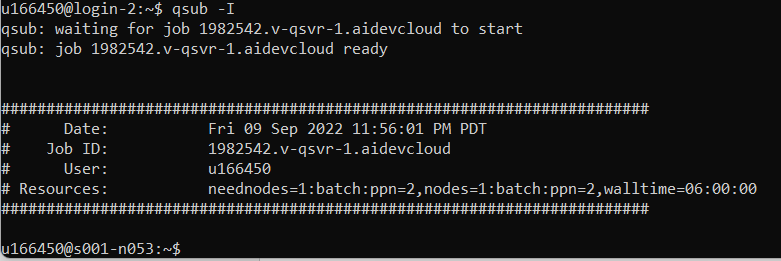 u166450@login-2:~$ qsub -I
qsub: waiting for job 1982542.v-qsvr-1.aidevcloud to start
qsub: job 1982542.v-qsvr-1.aidevcloud ready
########################################################################
#      Date:           Fri 09 Sep 2022 11:56:01 PM PDT
#    Job ID:           1982542.v-qsvr-1.aidevcloud
#      User:           u166450
# Resources:           neednodes=1:batch:ppn=2,nodes=1:batch:ppn=2,walltime=06:00:00
########################################################################
u166450@s001-n053:~$